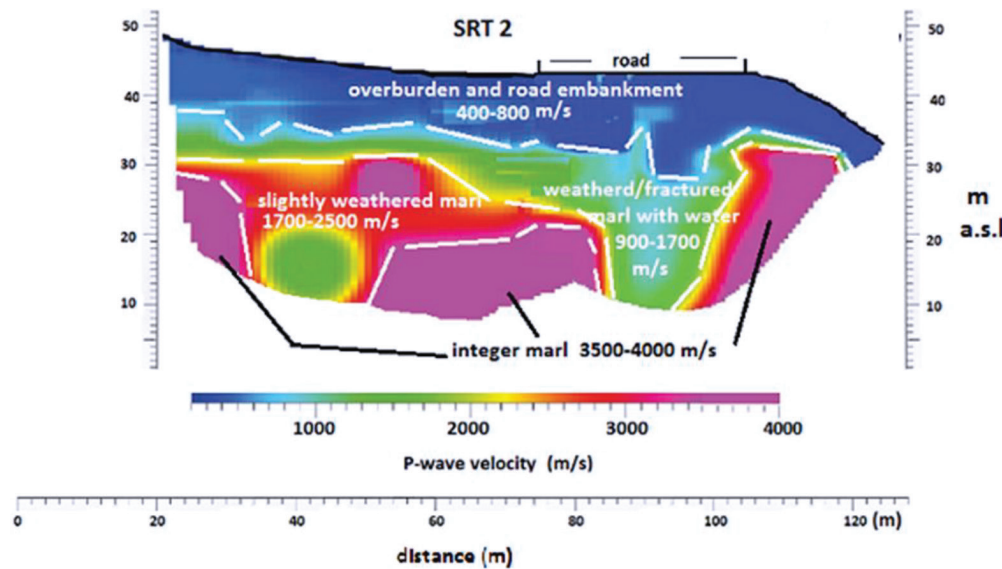 SRT 2
50
40
30
20
10
road
overburden and road embankment
400-800 m/s
slightly weathered marl
1700-2500 m/s
weatherd/fractured
marl with water
900-1700
m/s
integer marl 3500-4000 m/s
50
40
30
20
10
m
a.s.l
1000 2000 3000 4000
P-wave velocity (m/s)
0 20 40 60 80 100 120 (m)
distance (m)